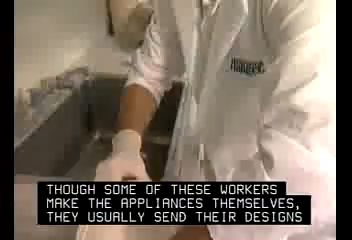 THOUGH SOME OF THESE WORKERS
MAKE THE APPLIANCES THEMSELVES,
THEY USUALLY SEND THEIR DESIGNS